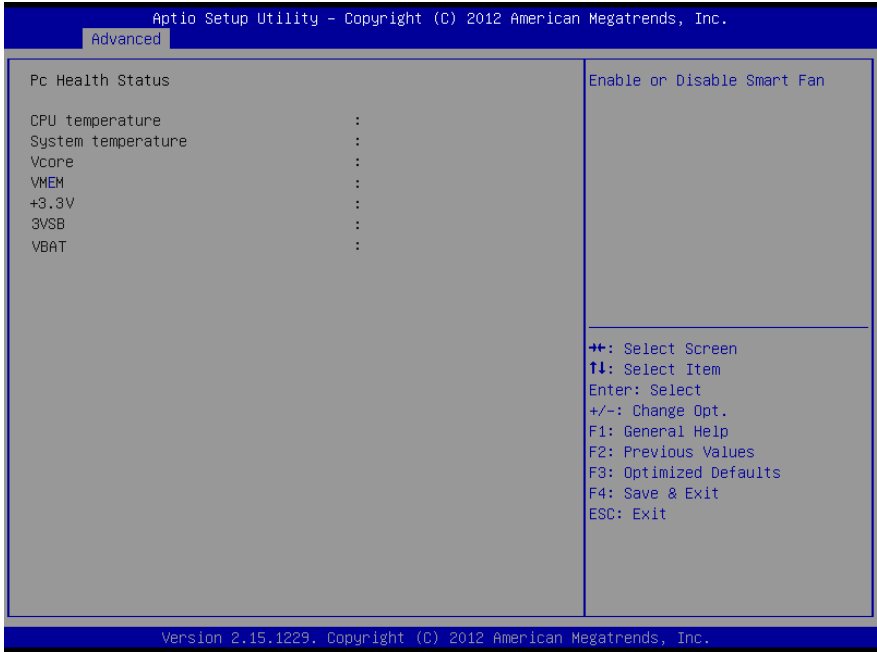 Aptio Setup Utility – Copyright (C) 2012 American Megatrends, Inc.
Advanced
Pc Health Status
CPU temperature :
System temperature :
Vcore :
VMEM :
+3.3V :
3VSB :
VBAT :
Enable or Disable Smart Fan
→←: Select Screen
↑↓: Select Item
Enter: Select
+/-: Change Opt.
F1: General Help
F2: Previous Values
F3: Optimized Defaults
F4: Save & Exit
ESC: Exit
Version 2.15.1229. Copyright (C) 2012 American Megatrends, Inc.